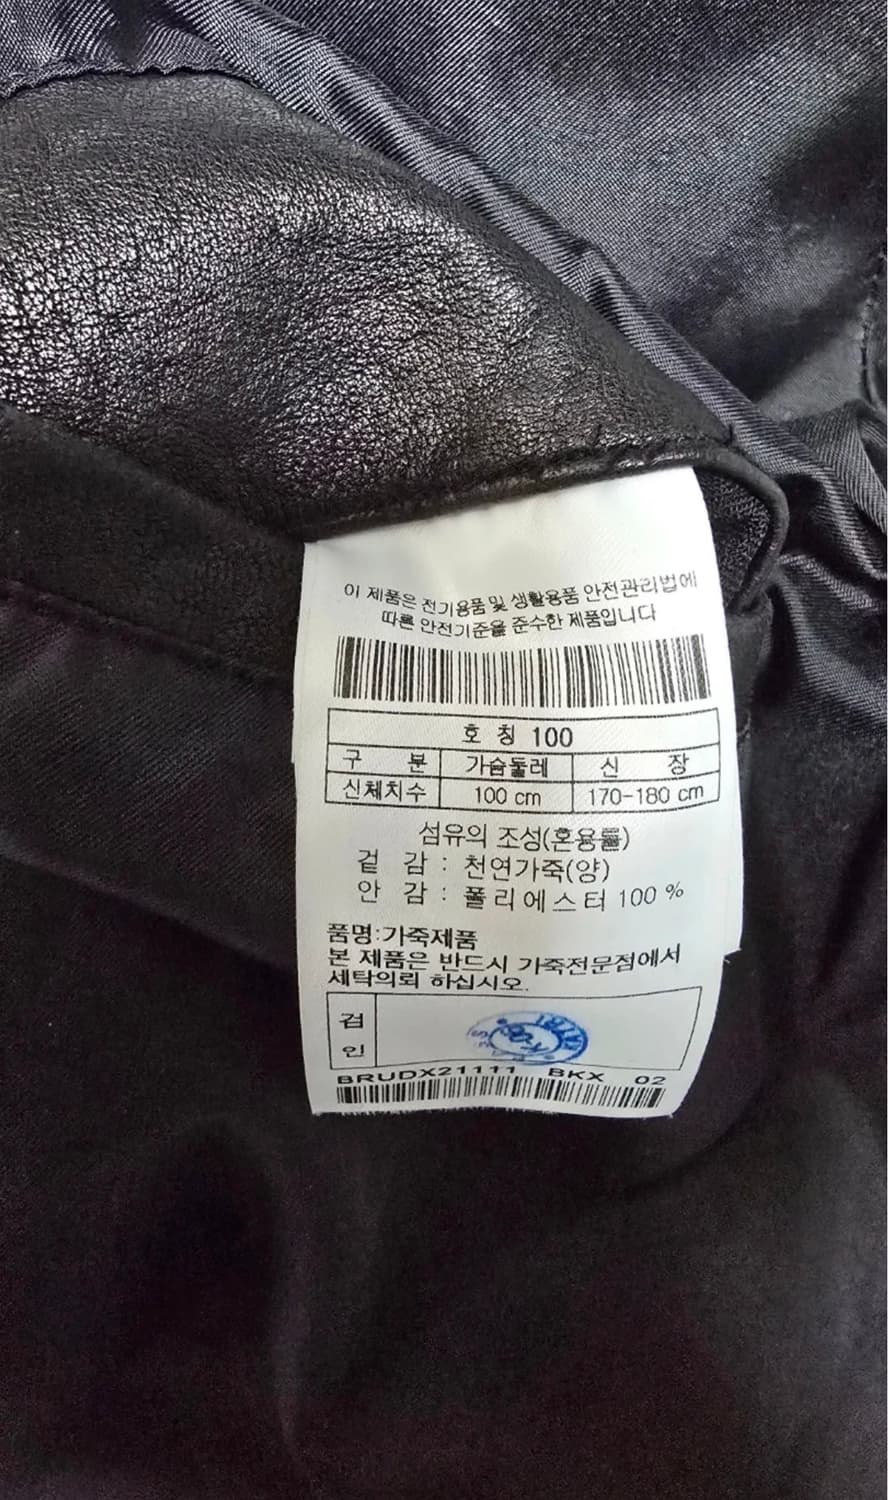 이 제품은 전기용품 및 생활용품 안전관리법에
따른 안전기준을 준수한 제품입니다
호 칭 100
구 분 가슴둘레 신 장
신체치수 100 cm 170-180 cm
섬유의 조성(혼용률)
겉 감 : 천연가죽(양)
안 감 : 폴리에스터 100 %
품명:가죽제품
본 제품은 반드시 가죽전문점에서
세탁의뢰 하십시오.
검
인
BRUDX21111 BKX 02